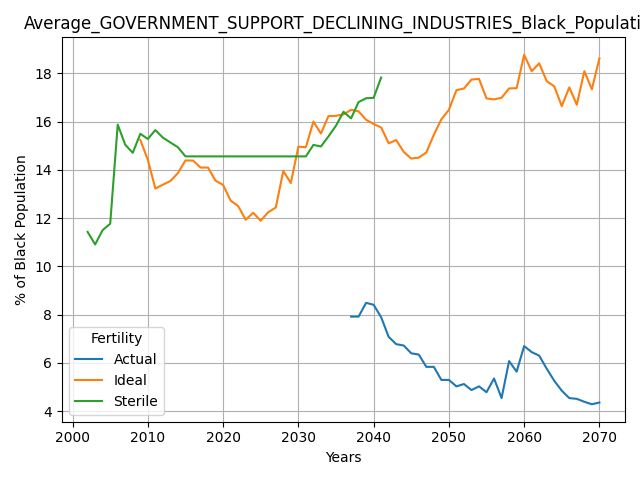 Average_GOVERNMENT_SUPPORT_DECLINING_INDUSTRIES_Black_Populati
% of Black Population
18
16
14
12
10
8
6
4
Fertility
Actual
Ideal
Sterile
2000 2010 2020 2030 2040 2050 2060 2070
Years